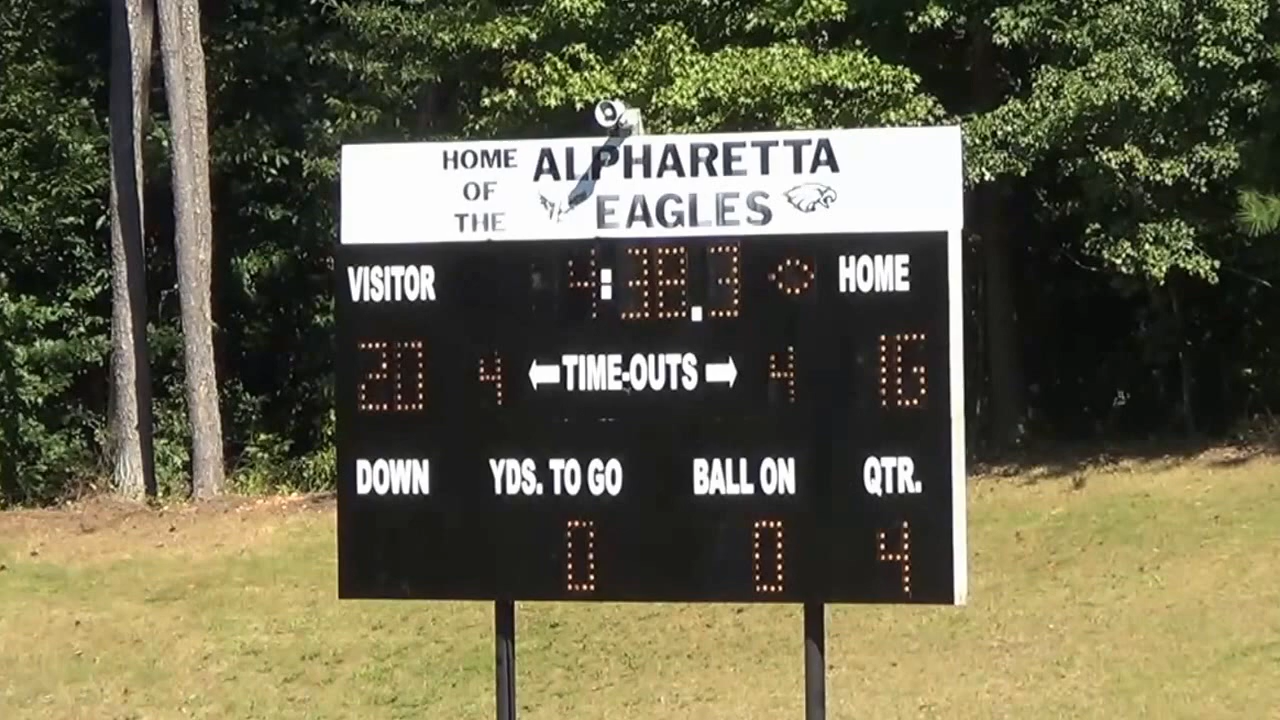 HOME ALPHARETTA
OF
THE EAGLES
VISITOR 4:38.3 HOME
20 4 TIME-OUTS 4 16
DOWN YDS. TO GO BALL ON QTR.
0 0 4